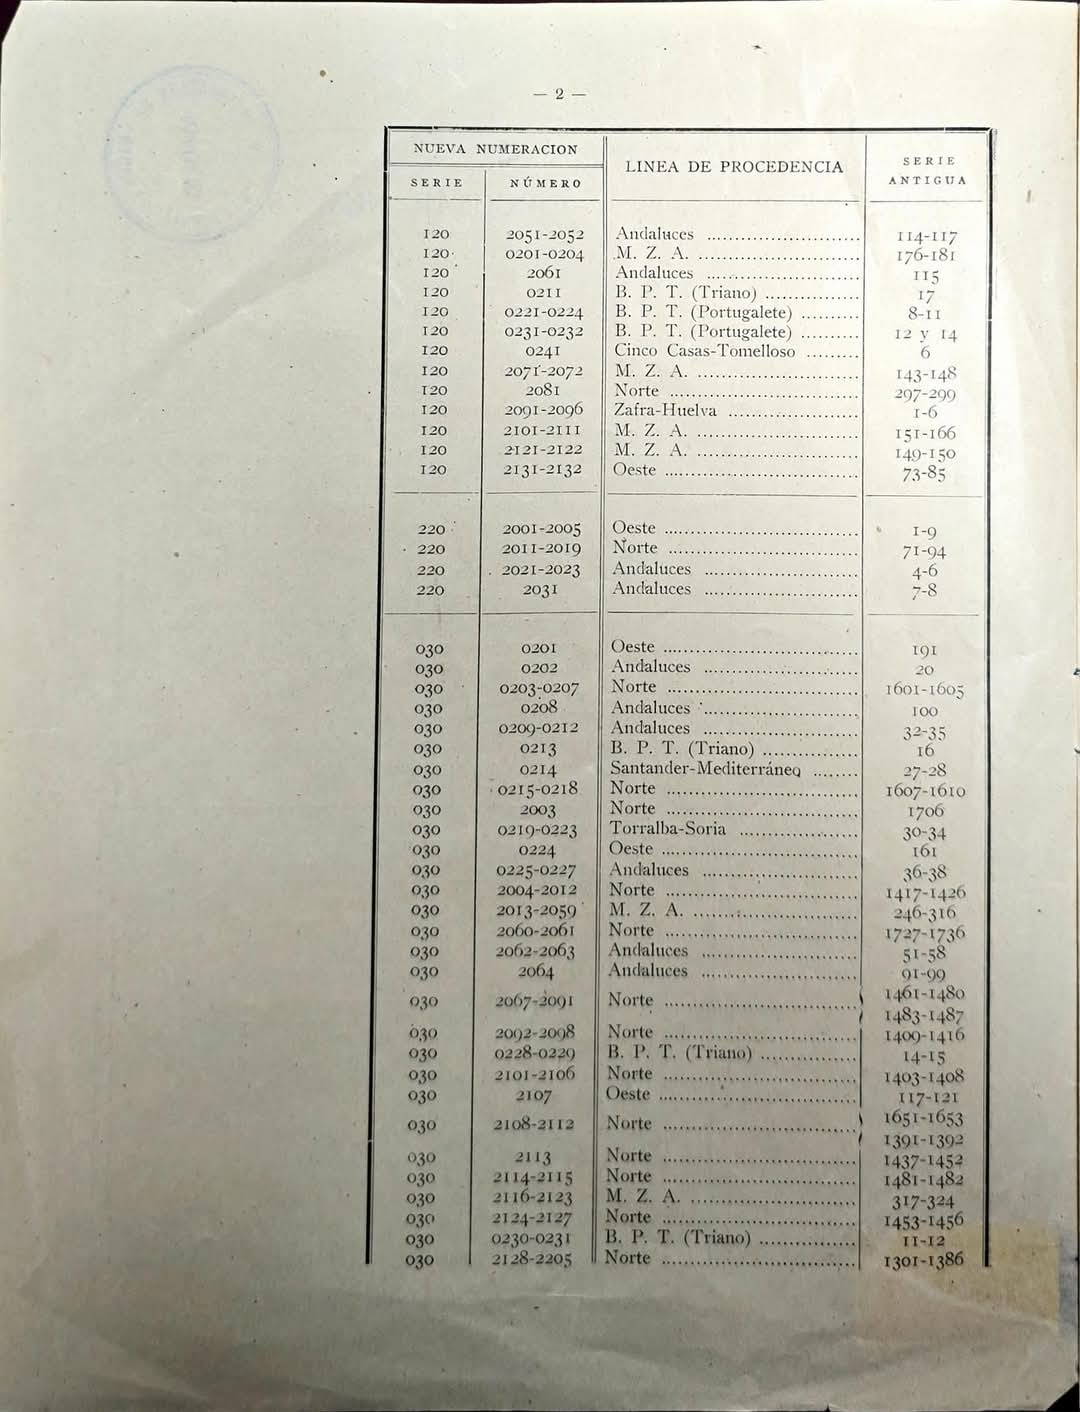 — 2 —
NUEVA NUMERACION
LINEA DE PROCEDENCIA
SERIE ANTIGUA
SERIE NÚMERO
120 2051-2052 Andaluces 114-117
120 0201-0204 M. Z. A. 176-181
120 2061 Andaluces 115
120 0211 B. P. T. (Triano) 17
120 0221-0224 B. P. T. (Portugalete) 8-11
120 0231-0232 B. P. T. (Portugalete) 12 y 14
120 0241 Cinco Casas-Tomelloso 6
120 2071-2072 M. Z. A. 143-148
120 2081 Norte 297-299
120 2091-2096 Zafra-Huelva 1-6
120 2101-2111 M. Z. A. 151-166
120 2121-2122 M. Z. A. 149-150
120 2131-2132 Oeste 73-85
220 2001-2005 Oeste 1-9
220 2011-2019 Norte 71-94
220 2021-2023 Andaluces 4-6
220 2031 Andaluces 7-8
030 0201 Oeste 191
030 0202 Andaluces 20
030 0203-0207 Norte 1601-1605
030 0208 Andaluces 100
030 0209-0212 Andaluces 32-35
030 0213 B. P. T. (Triano) 16
030 0214 Santander-Mediterráneo 27-28
030 0215-0218 Norte 1607-1610
030 2003 Norte 1706
030 0219-0223 Torralba-Soria 30-34
030 0224 Oeste 161
030 0225-0227 Andaluces 36-38
030 2004-2012 Norte 1417-1426
030 2013-2059 M. Z. A. 246-316
030 2060-2061 Norte 1727-1736
030 2062-2063 Andaluces 51-58
030 2064 Andaluces 91-99
030 2067-2091 Norte 1461-1480
1483-1487
030 2092-2098 Norte 1409-1416
030 0228-0229 B. P. T. (Triano) 14-15
030 2101-2106 Norte 1403-1408
030 2107 Oeste 117-121
030 2108-2112 Norte 1651-1653
1391-1392
030 2113 Norte 1437-1452
030 2114-2115 Norte 1481-1482
030 2116-2123 M. Z. A. 317-324
030 2124-2127 Norte 1453-1456
030 0230-0231 B. P. T. (Triano) 11-12
030 2128-2205 Norte 1301-1386